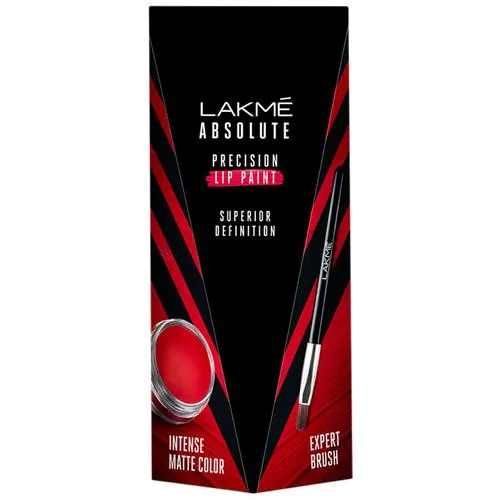 LAKMÉ
ABSOLUTE
PRECISION
LIP PAINT
SUPERIOR
DEFINITION
LAKMÉ
INTENSE
MATTE COLOR
EXPERT
BRUSH